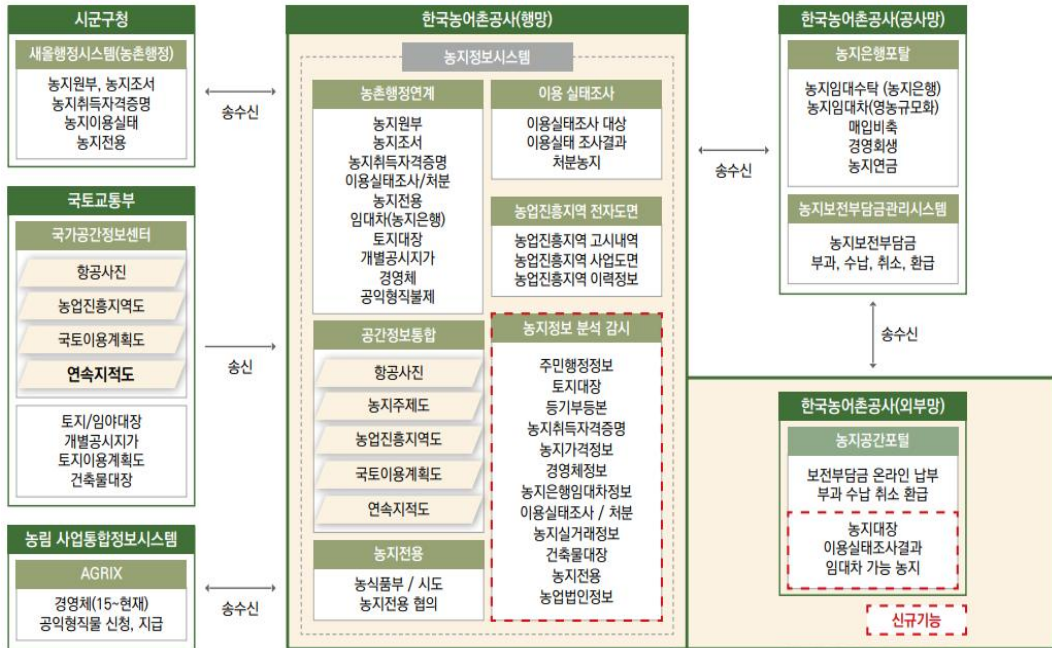 시군구청
새올행정시스템(농촌행정)
농지원부, 농지조서
농지취득자격증명
농지이용실태
농지전용
송수신
국토교통부
국가공간정보센터
항공사진
농업진흥지역도
국토이용계획도
연속지적도
토지/임야대장
개별공시지가
토지이용계획도
건축물대장
송신
농림 사업통합정보시스템
AGRIX
경영체(15~현재)
공익형직불 신청, 지급
송수신
한국농어촌공사(행망)
농지정보시스템
농촌행정연계
농지원부
농지조서
농지취득자격증명
이용실태조사/처분
농지전용
임대차(농지은행)
토지대장
개별공시지가
경영체
공익형직불제
공간정보통합
항공사진
농지주제도
농업진흥지역도
국토이용계획도
연속지적도
농지전용
농식품부 / 시도
농지전용 협의
이용 실태조사
이용실태조사 대상
이용실태 조사결과
처분농지
농업진흥지역 전자도면
농업진흥지역 고시내역
농업진흥지역 사업도면
농업진흥지역 이력정보
농지정보 분석 감시
주민행정정보
토지대장
등기부등본
농지취득자격증명
농지가격정보
경영체정보
농지은행임대차정보
이용실태조사 / 처분
농지실거래정보
건축물대장
농지전용
농업법인정보
송수신
한국농어촌공사(공사망)
농지은행포탈
농지임대수탁 (농지은행)
농지임대차(영농규모화)
매입비축
경영회생
농지연금
농지보전부담금관리시스템
농지보전부담금
부과, 수납, 취소, 환급
송수신
한국농어촌공사(외부망)
농지공간포털
보전부담금 온라인 납부
부과 수납 취소 환급
농지대장
이용실태조사결과
임대차 가능 농지
신규기능